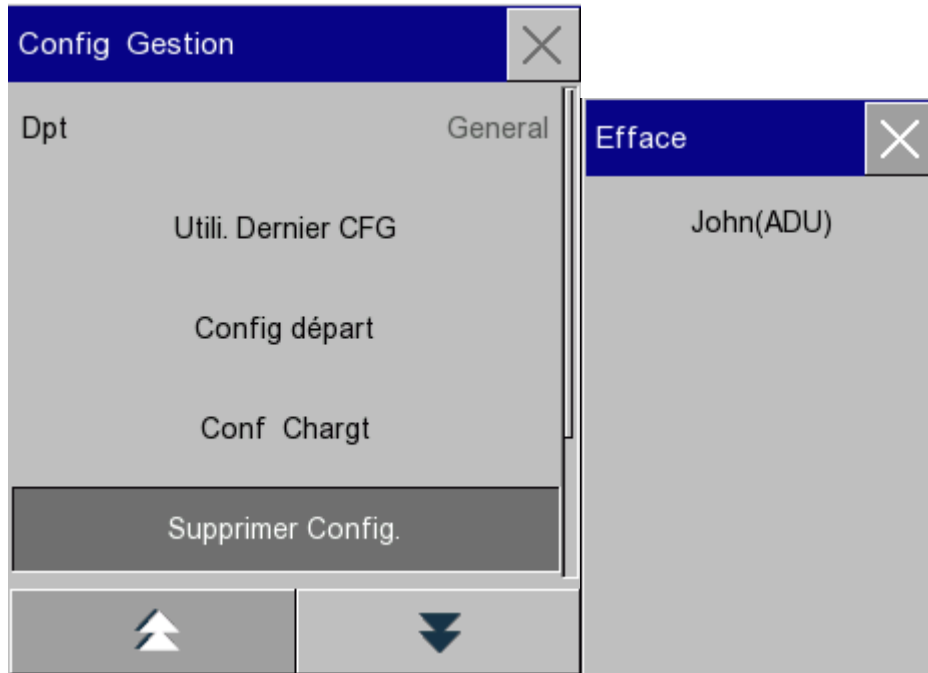 Config Gestion
Dpt General
Utili. Dernier CFG
Config départ
Conf Chargt
Supprimer Config.
Efface
John(ADU)